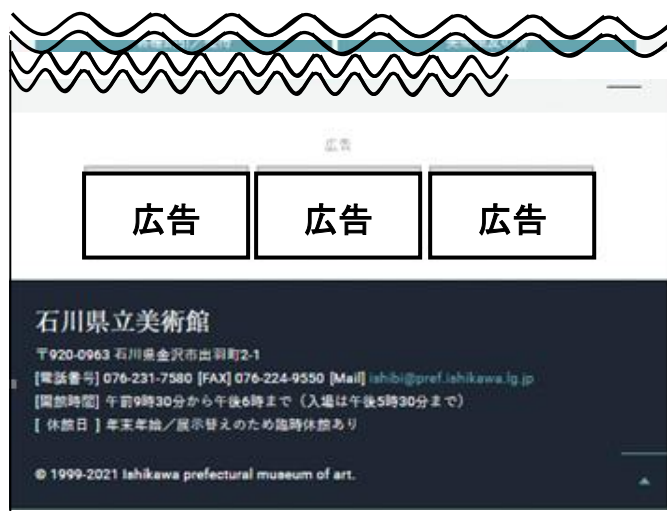 広告
広告
広告
広告
石川県立美術館
〒920-0963 石川県金沢市出羽町2-1
[電話番号] 076-231-7580 [FAX] 076-224-9550 [Mail] ishibi@pref.ishikawa.lg.jp
[開館時間] 午前9時30分から午後6時まで（入場は午後5時30分まで）
[ 休館日 ] 年末年始／展示替えのため臨時休館あり
© 1999-2021 Ishikawa prefectural museum of art.